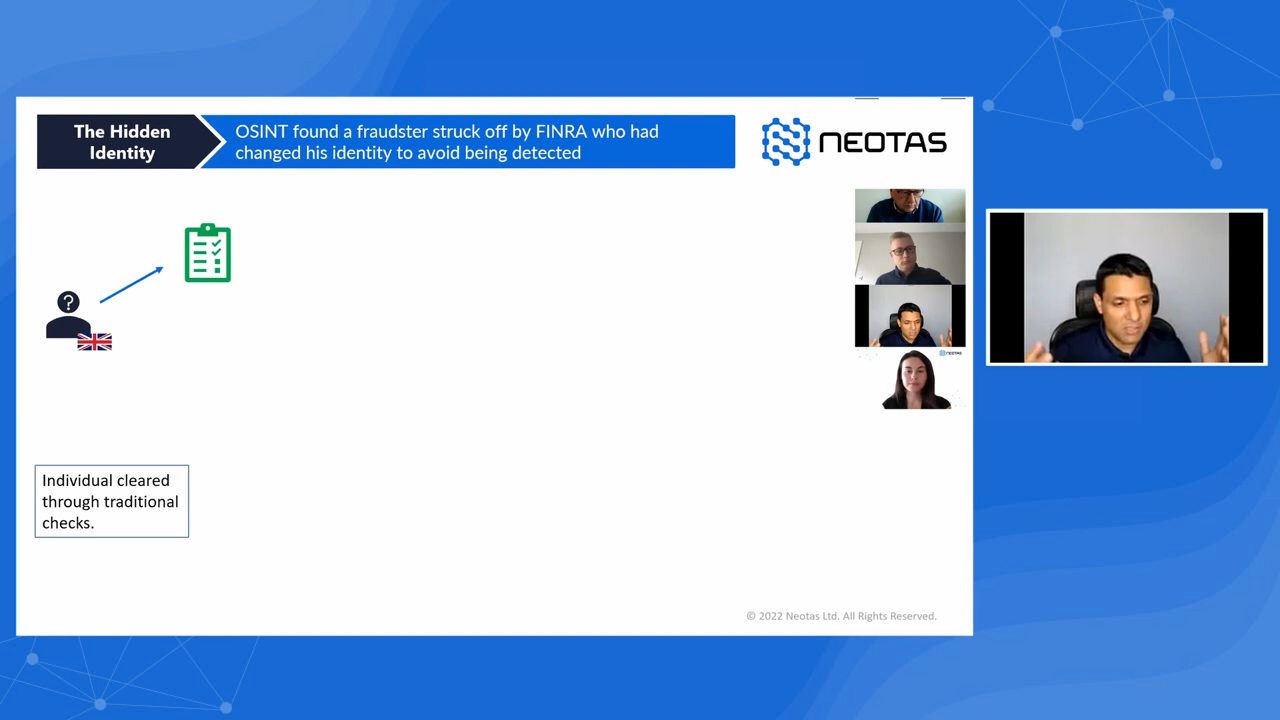 The Hidden
Identity
OSINT found a fraudster struck off by FINRA who had
changed his identity to avoid being detected
NEOTAS
?
NEOTAS
Individual cleared
through traditional
checks.
© 2022 Neotas Ltd. All Rights Reserved.